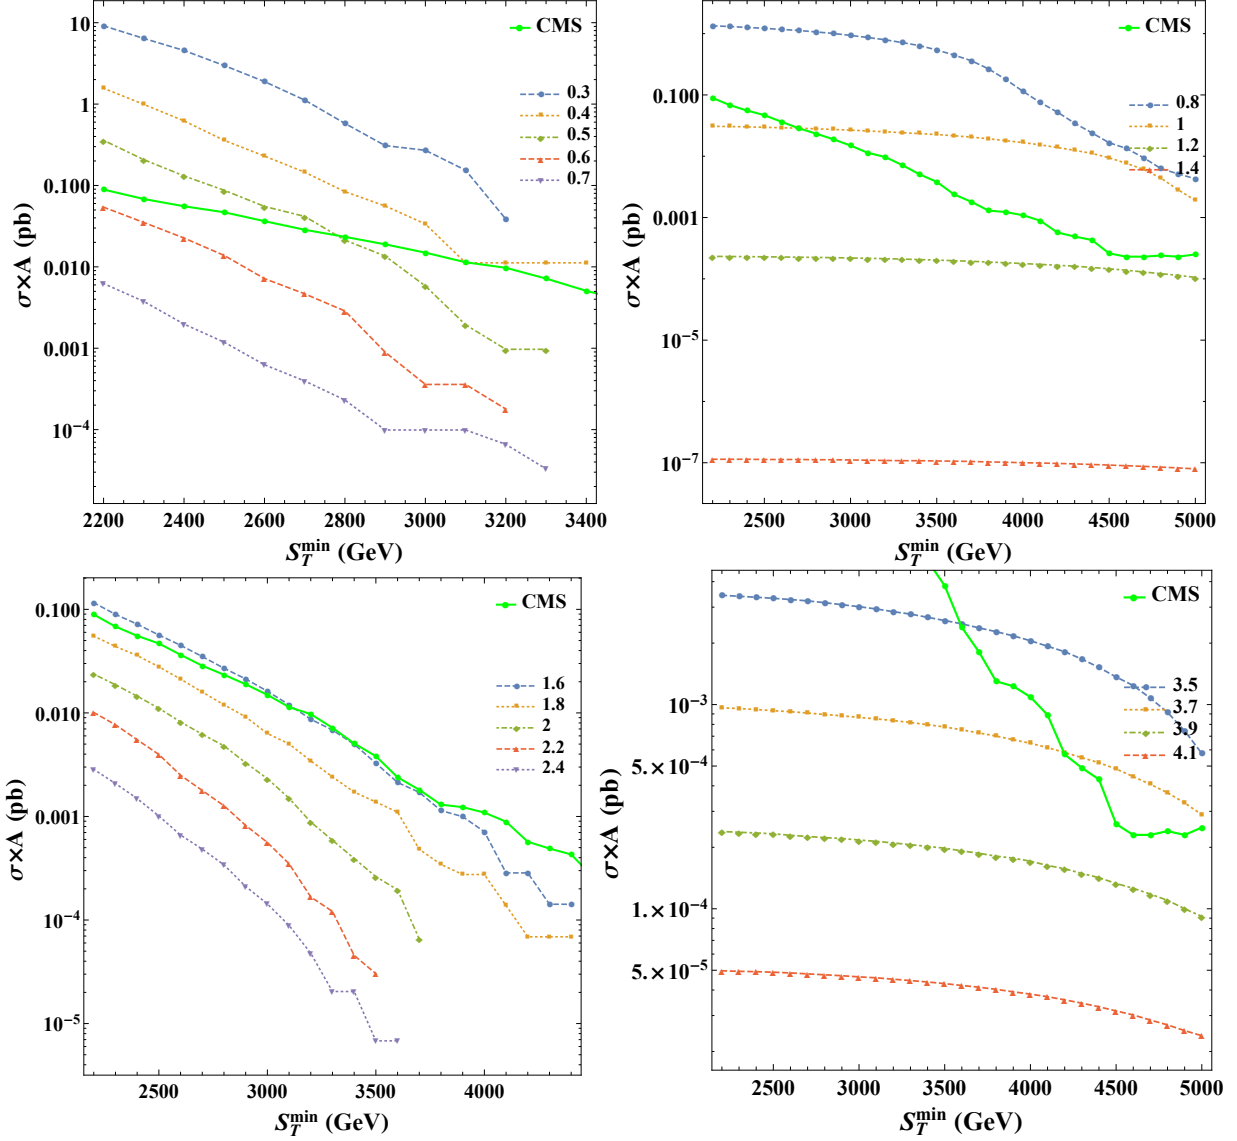 10
1
0.100
0.010
0.001
10⁻⁴
σ×A (pb)
CMS
0.3
0.4
0.5
0.6
0.7
2200 2400 2600 2800 3000 3200 3400
S_T^min (GeV)
0.100
0.001
10⁻⁵
10⁻⁷
σ×A (pb)
CMS
0.8
1
1.2
1.4
2500 3000 3500 4000 4500 5000
S_T^min (GeV)
0.100
0.010
0.001
10⁻⁴
10⁻⁵
σ×A (pb)
CMS
1.6
1.8
2
2.2
2.4
2500 3000 3500 4000
S_T^min (GeV)
10⁻³
5.×10⁻⁴
1.×10⁻⁴
5.×10⁻⁵
σ×A (pb)
CMS
3.5
3.7
3.9
4.1
2500 3000 3500 4000 4500 5000
S_T^min (GeV)